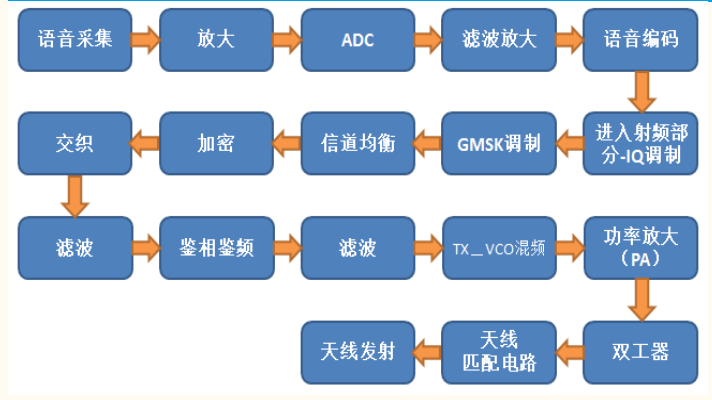 语音采集
放大
ADC
滤波放大
语音编码
进入射频部
分-IQ调制
GMSK调制
信道均衡
加密
交织
滤波
鉴相鉴频
滤波
TX＿VCO混频
功率放大
（PA）
双工器
天线
匹配电路
天线发射